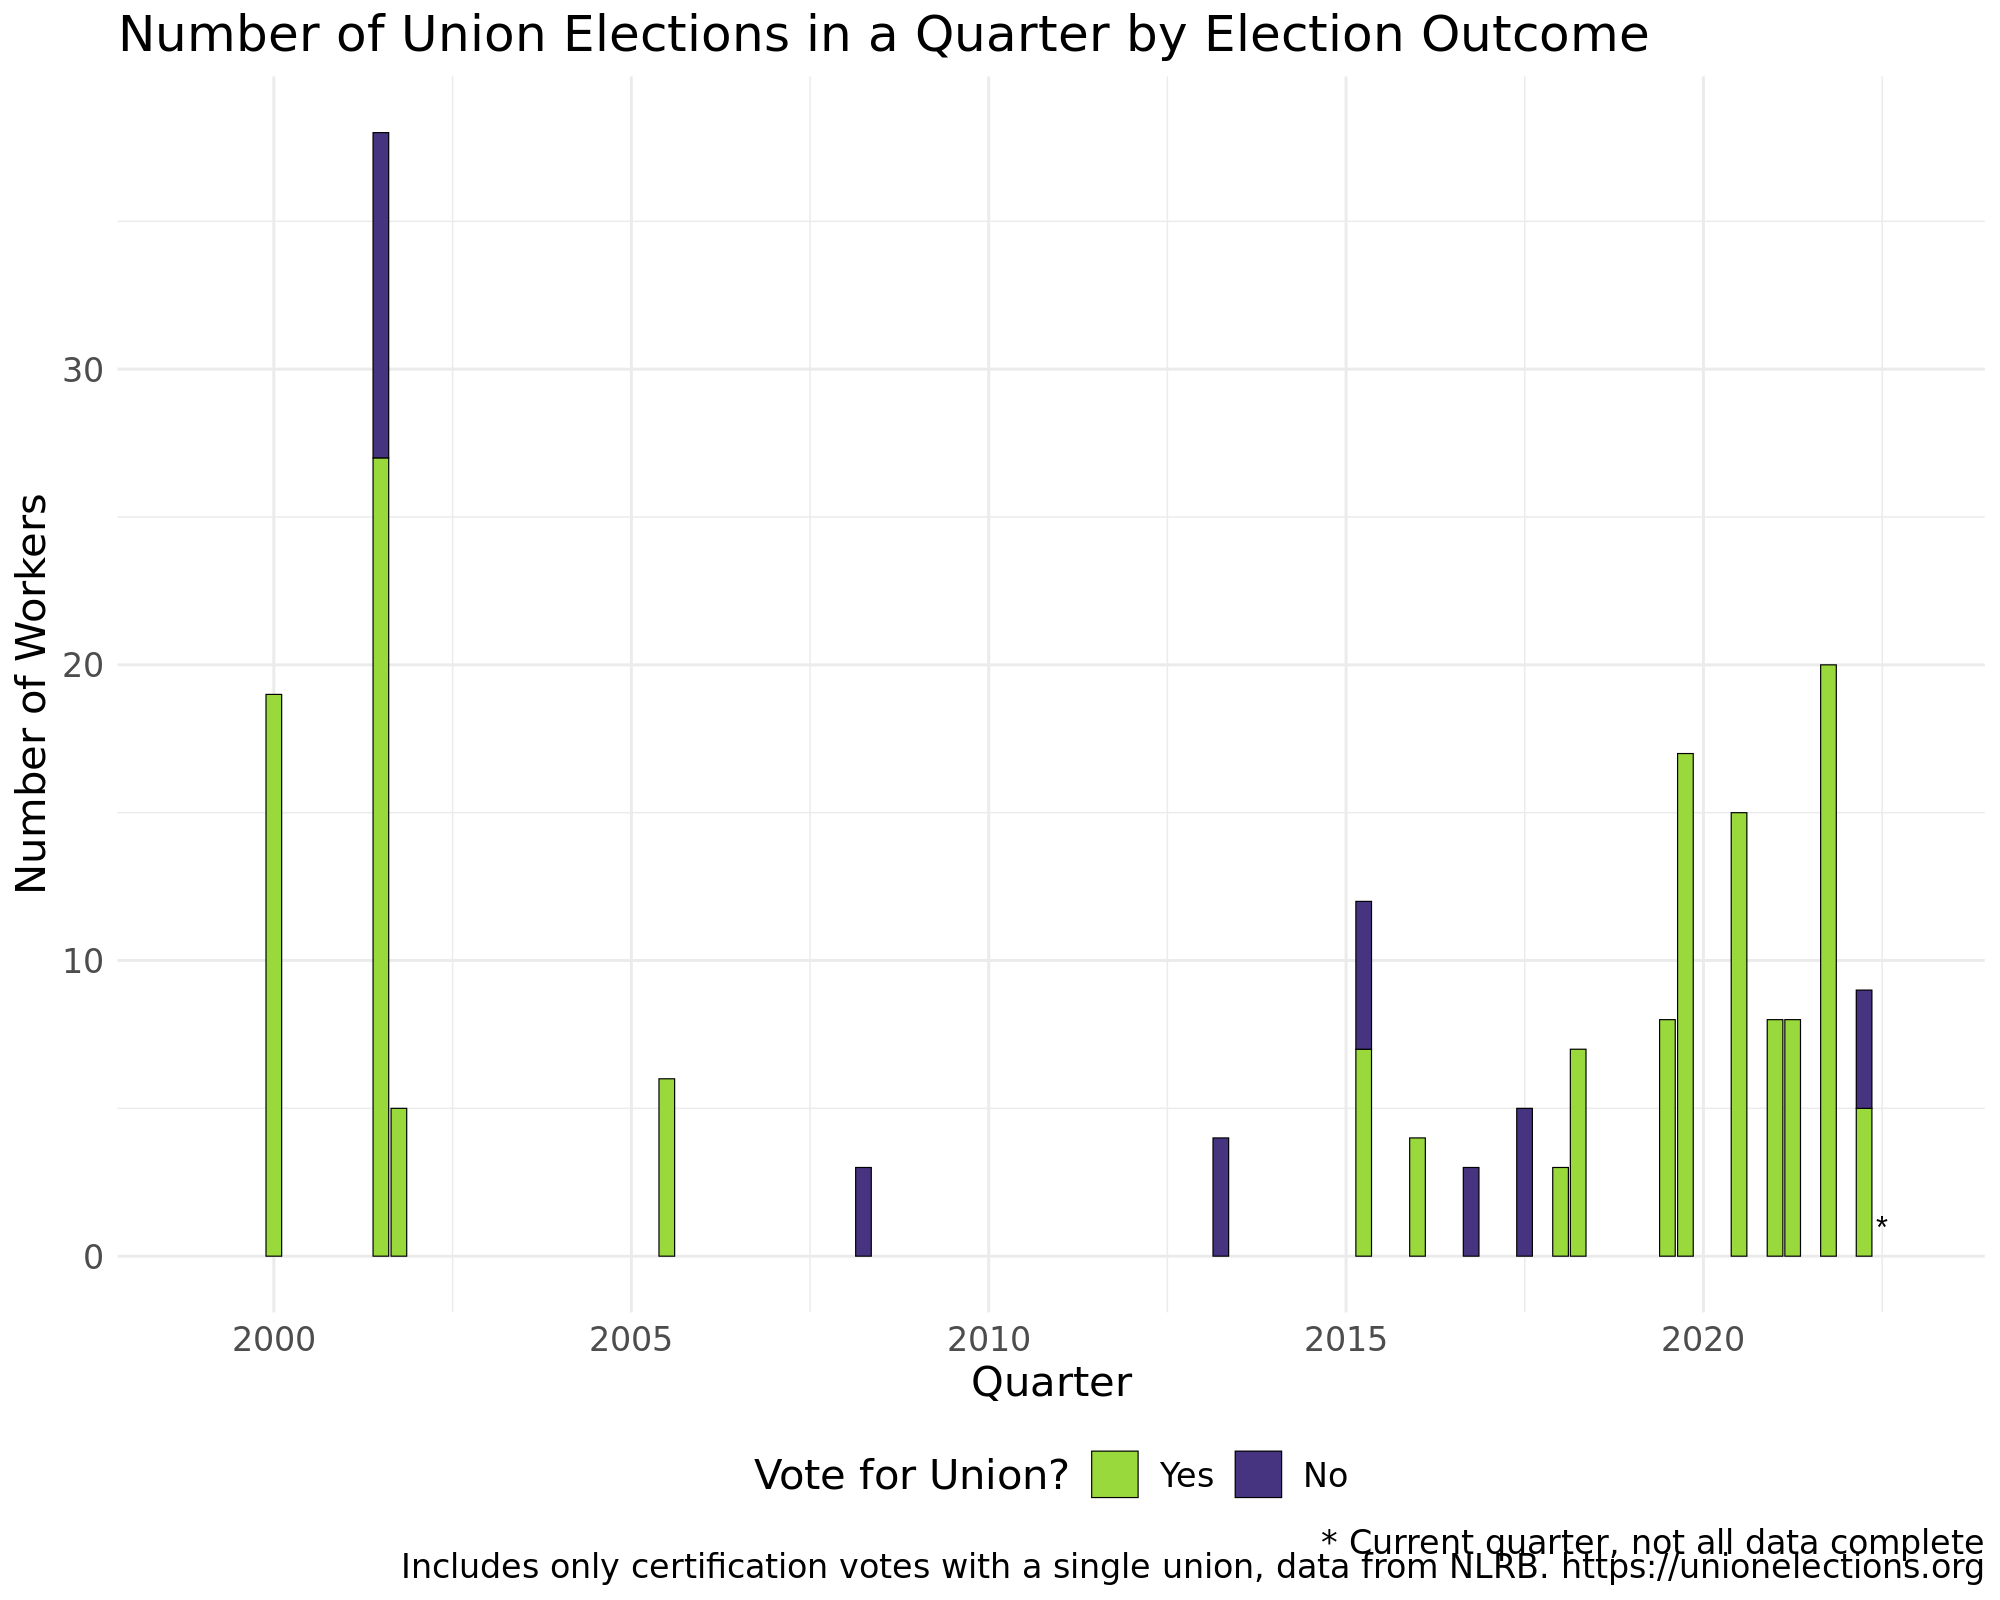 Number of Union Elections in a Quarter by Election Outcome
Number of Workers
30
20
10
0
*
2000 2005 2010 2015 2020
Quarter
Vote for Union? Yes No
* Current quarter, not all data complete
Includes only certification votes with a single union, data from NLRB. https://unionelections.org